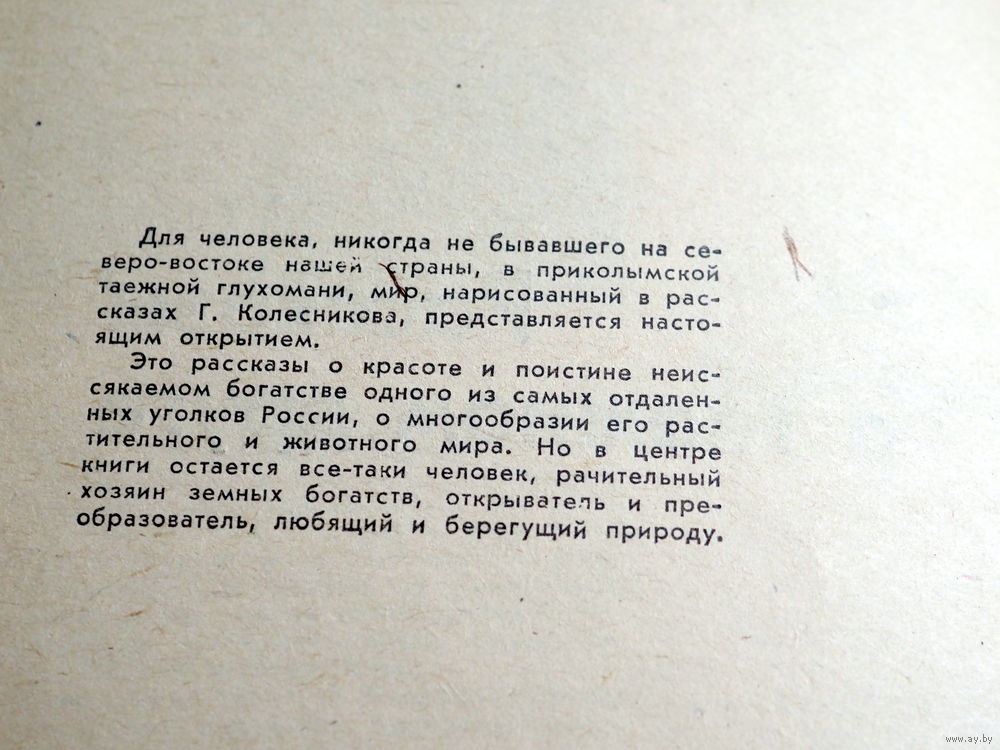 Для человека, никогда не бывавшего на се-
веро-востоке нашей страны, в приколымской
таежной глухомани, мир, нарисованный в рас-
сказах Г. Колесникова, представляется насто-
ящим открытием.
Это рассказы о красоте и поистине неис-
сякаемом богатстве одного из самых отдален-
ных уголков России, о многообразии его рас-
тительного и животного мира. Но в центре
книги остается все-таки человек, рачительный
хозяин земных богатств, открыватель и пре-
образователь, любящий и берегущий природу.
www.ay.by